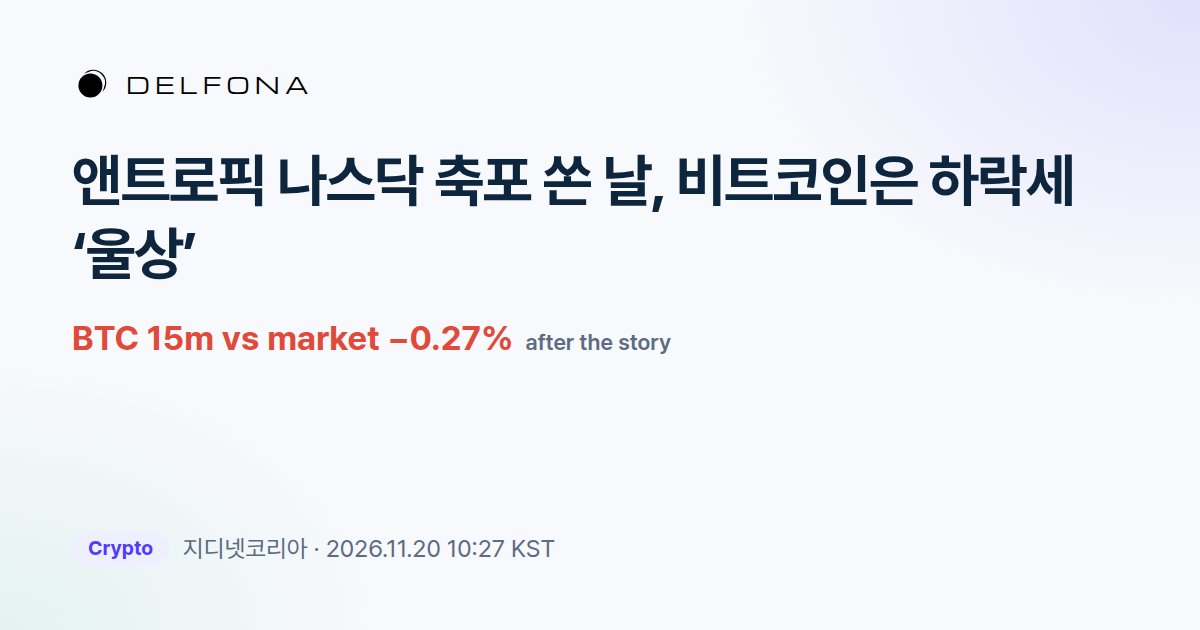 DELFONA
앤트로픽 나스닥 축포 쏜 날, 비트코인은 하락세
‘울상’
BTC 15m vs market −0.27% after the story
Crypto 지디넷코리아 · 2026.11.20 10:27 KST